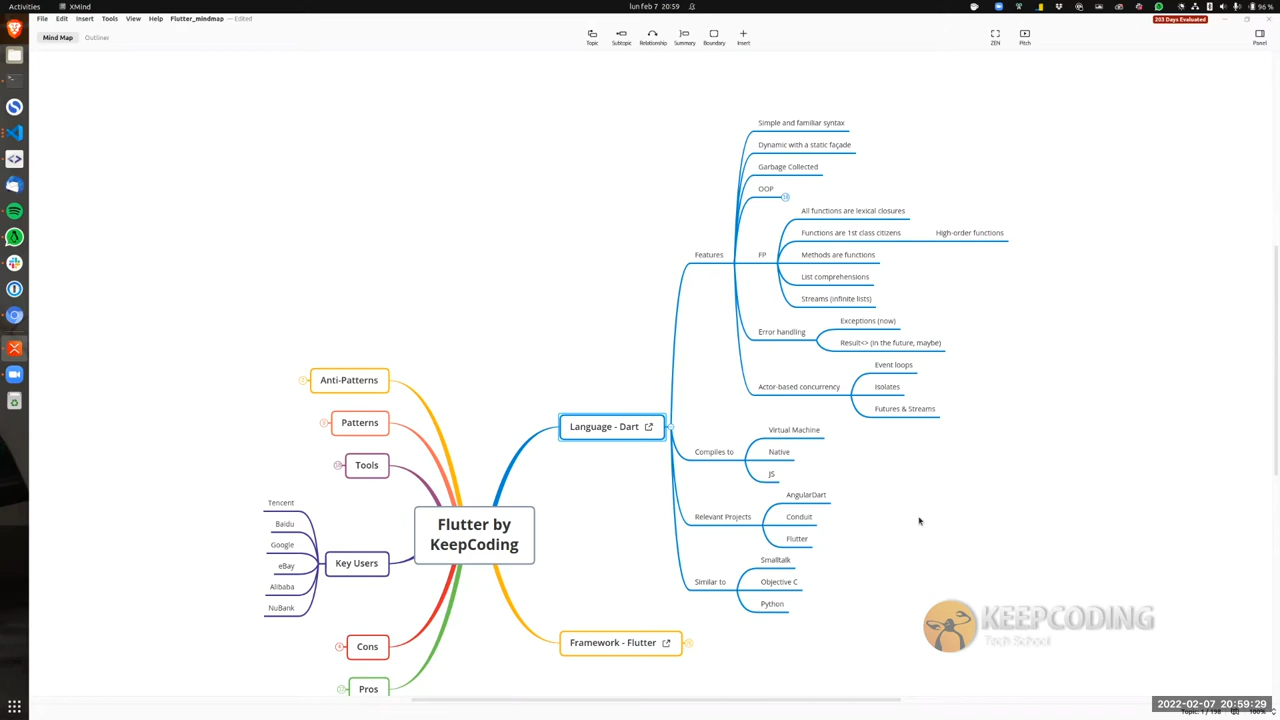 Activities
XMind
lun feb 7 20:59
96 %
File Edit Insert Tools View Help Flutter_mindmap — Edited
203 Days Evaluated
Mind Map
Outliner
Topic
Subtopic
Relationship
Summary
Boundary
Insert
ZEN
Pitch
Panel
Simple and familiar syntax
Dynamic with a static façade
Garbage Collected
OOP
All functions are lexical closures
Functions are 1st class citizens
High-order functions
Features
FP
Methods are functions
List comprehensions
Streams (infinite lists)
Error handling
Exceptions (now)
Result<> (in the future, maybe)
Actor-based concurrency
Event loops
Isolates
Futures & Streams
Anti-Patterns
Patterns
Tools
Language - Dart
Compiles to
Virtual Machine
Native
JS
Relevant Projects
AngularDart
Conduit
Flutter
Similar to
Smalltalk
Objective C
Python
Tencent
Baidu
Google
eBay
Alibaba
NuBank
Key Users
Flutter by
KeepCoding
Cons
Pros
Framework - Flutter
KEEPCODING
Tech School
2022-02-07 20:59:29
100%